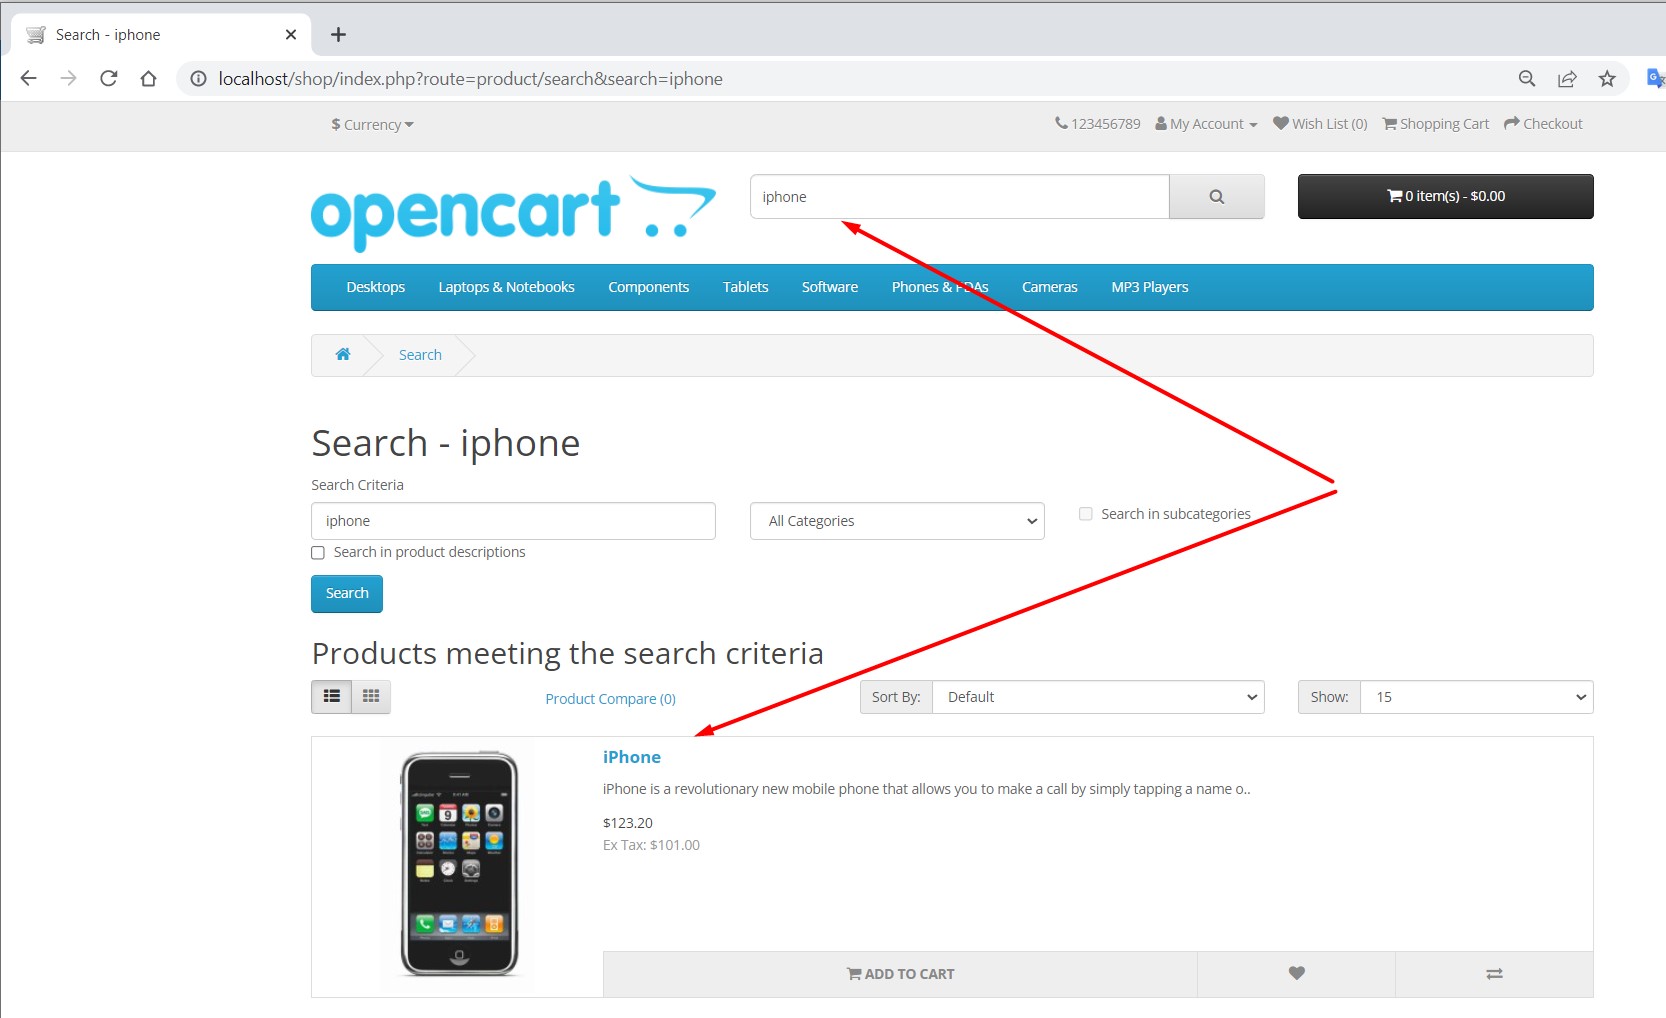 Search - iphone
localhost/shop/index.php?route=product/search&search=iphone
$ Currency
123456789 My Account Wish List (0) Shopping Cart Checkout
opencart
iphone
0 item(s) - $0.00
Desktops Laptops & Notebooks Components Tablets Software Phones & PDAs Cameras MP3 Players
Search
Search - iphone
Search Criteria
iphone
All Categories
Search in subcategories
Search in product descriptions
Search
Products meeting the search criteria
Product Compare (0)
Sort By: Default
Show: 15
iPhone
iPhone is a revolutionary new mobile phone that allows you to make a call by simply tapping a name o..
$123.20
Ex Tax: $101.00
ADD TO CART